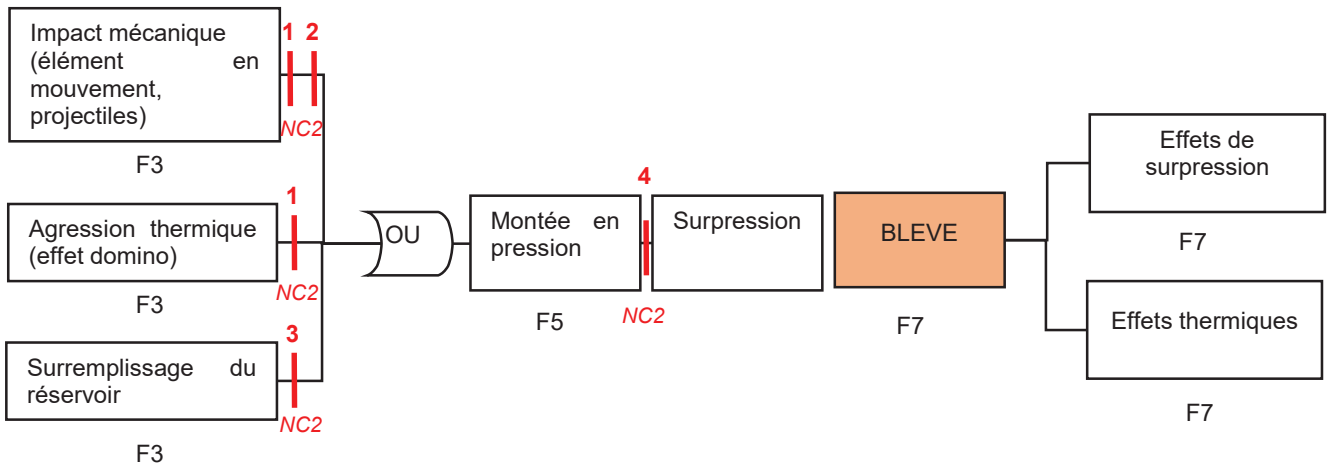 Impact mécanique
(élément en
mouvement,
projectiles)
1 2
NC2
F3
Agression thermique
(effet domino)
1
NC2
F3
Surremplissage du
réservoir
3
NC2
F3
OU
Montée en
pression
F5
4
NC2
Surpression
BLEVE
F7
Effets de
surpression
F7
Effets thermiques
F7